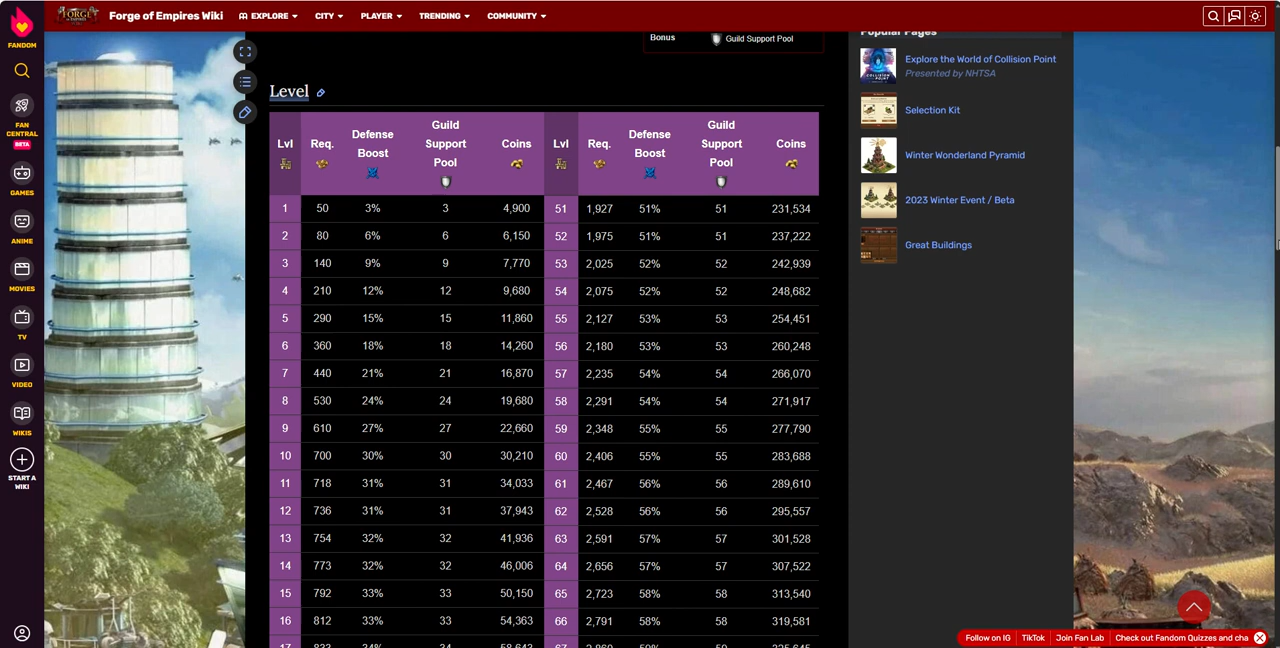 FORGE
Forge of Empires Wiki
EXPLORE CITY PLAYER TRENDING COMMUNITY
FANDOM
FAN CENTRAL
BETA
GAMES
ANIME
MOVIES
TV
VIDEO
WIKIS
START A WIKI
Bonus Guild Support Pool
Level
Lvl Req. Defense Boost Guild Support Pool Coins Lvl Req. Defense Boost Guild Support Pool Coins
1 50 3% 3 4,900 51 1,927 51% 51 231,534
2 80 6% 6 6,150 52 1,975 51% 51 237,222
3 140 9% 9 7,770 53 2,025 52% 52 242,939
4 210 12% 12 9,680 54 2,075 52% 52 248,682
5 290 15% 15 11,860 55 2,127 53% 53 254,451
6 360 18% 18 14,260 56 2,180 53% 53 260,248
7 440 21% 21 16,870 57 2,235 54% 54 266,070
8 530 24% 24 19,680 58 2,291 54% 54 271,917
9 610 27% 27 22,660 59 2,348 55% 55 277,790
10 700 30% 30 30,210 60 2,406 55% 55 283,688
11 718 31% 31 34,033 61 2,467 56% 56 289,610
12 736 31% 31 37,943 62 2,528 56% 56 295,557
13 754 32% 32 41,936 63 2,591 57% 57 301,528
14 773 32% 32 46,006 64 2,656 57% 57 307,522
15 792 33% 33 50,150 65 2,723 58% 58 313,540
16 812 33% 33 54,363 66 2,791 58% 58 319,581
Popular Pages
Explore the World of Collision Point
Presented by NHTSA
Selection Kit
Winter Wonderland Pyramid
2023 Winter Event / Beta
Great Buildings
Follow on IG TikTok Join Fan Lab Check out Fandom Quizzes and cha